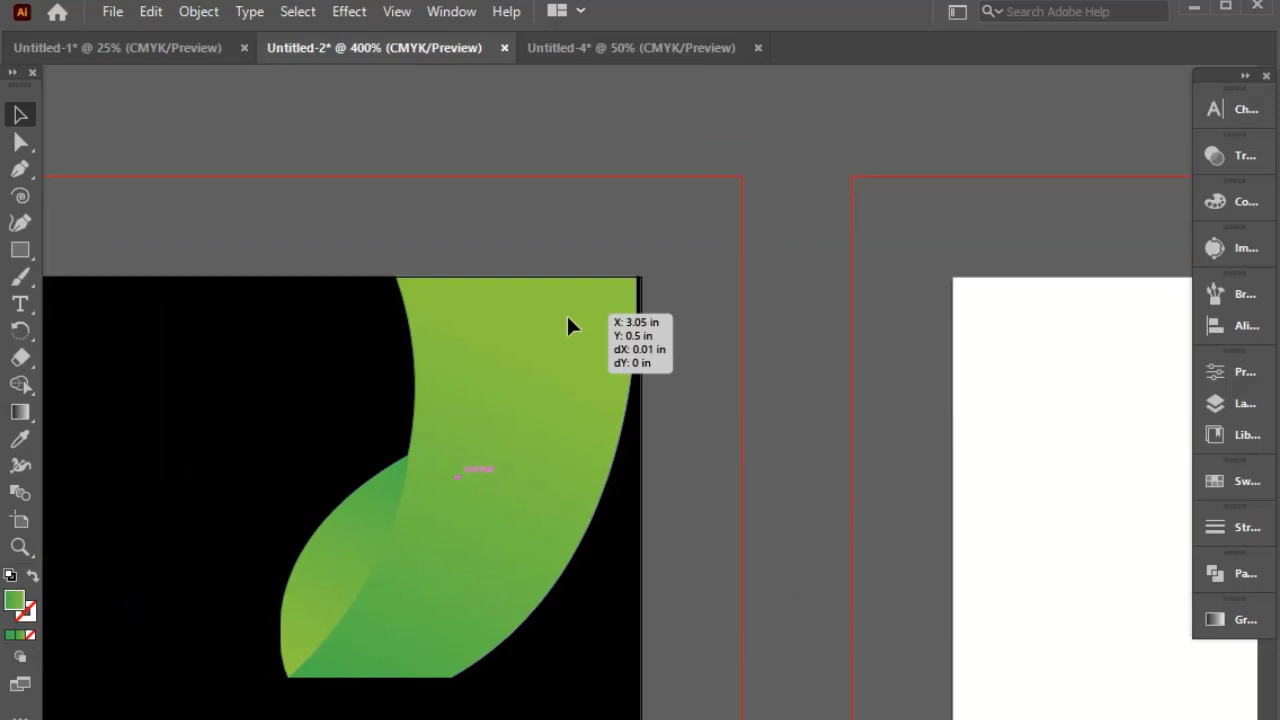 Ai
File Edit Object Type Select Effect View Window Help
Search Adobe Help
Untitled-1* @ 25% (CMYK/Preview) × Untitled-2* @ 400% (CMYK/Preview) × Untitled-4* @ 50% (CMYK/Preview) ×
Ch...
Tr...
Co...
Im...
Br...
Ali...
Pr...
La...
Lib...
Sw...
Str...
Pa...
Gr...
X: 3.05 in
Y: 0.5 in
dX: 0.01 in
dY: 0 in